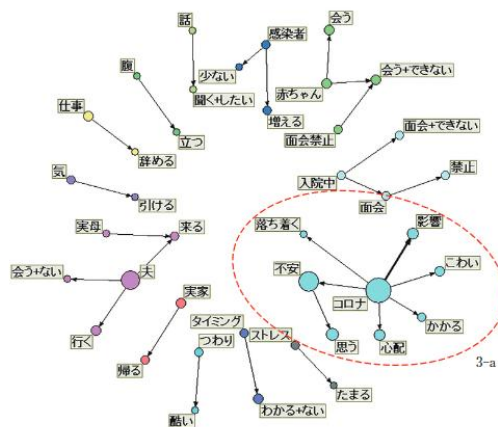 話
感染者
会う
少ない
会う+できない
腹
聞く+したい
赤ちゃん
増える
仕事
立つ
面会禁止
面会+できない
辞める
気
入院中
禁止
引ける
面会
実母
来る
落ち着く
影響
不安
こわい
会う+ない
夫
コロナ
実家
タイミング
ストレス
かかる
行く
つわり
思う
心配
3-a
帰る
たまる
酷い
わかる+ない